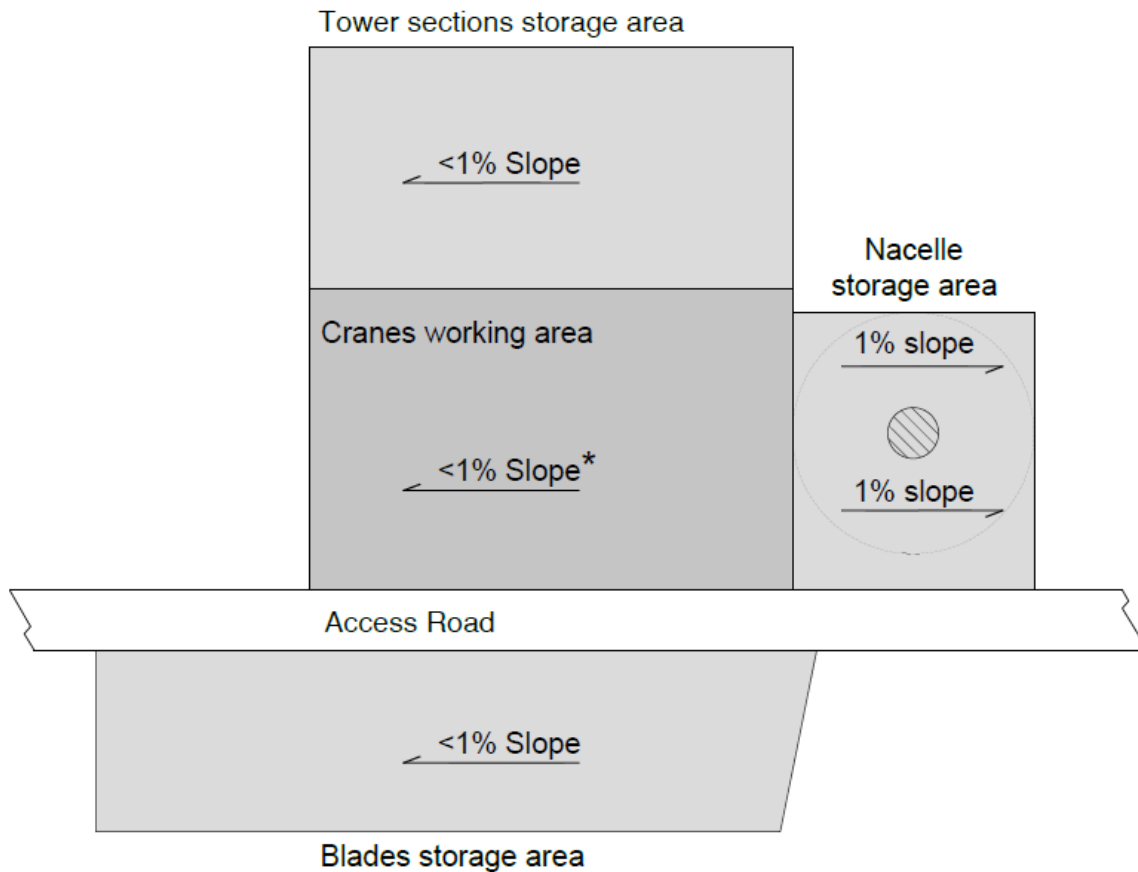 Tower sections storage area
<1% Slope
Nacelle
storage area
Cranes working area
1% slope
<1% Slope*
1% slope
Access Road
<1% Slope
Blades storage area